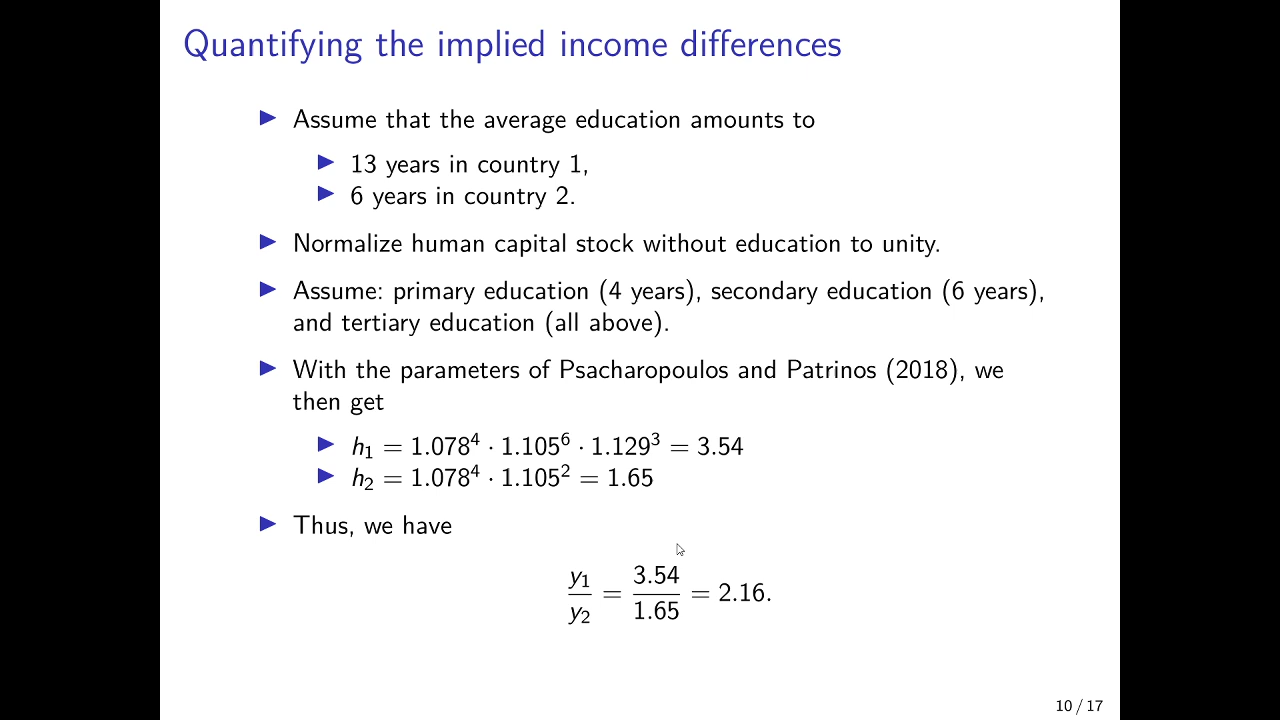 Quantifying the implied income differences
▶ Assume that the average education amounts to
▶ 13 years in country 1,
▶ 6 years in country 2.
▶ Normalize human capital stock without education to unity.
▶ Assume: primary education (4 years), secondary education (6 years),
and tertiary education (all above).
▶ With the parameters of Psacharopoulos and Patrinos (2018), we
then get
▶ h₁ = 1.078⁴ · 1.105⁶ · 1.129³ = 3.54
▶ h₂ = 1.078⁴ · 1.105² = 1.65
▶ Thus, we have
y₁/y₂ = 3.54/1.65 = 2.16.
10 / 17